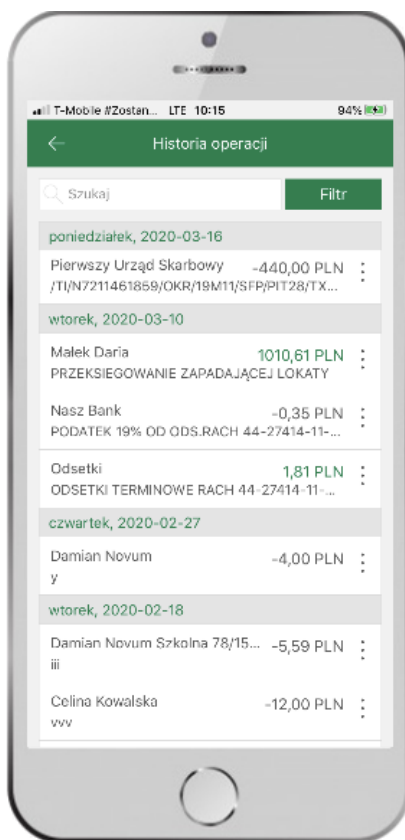 T-Mobile #Zostan... LTE 10:15 94%
Historia operacji
Szukaj Filtr
poniedziałek, 2020-03-16
Pierwszy Urząd Skarbowy -440,00 PLN
/TI/N7211461859/OKR/19M11/SFP/PIT28/TX...
wtorek, 2020-03-10
Małek Daria 1010,61 PLN
PRZEKSIEGOWANIE ZAPADAJĄCEJ LOKATY
Nasz Bank -0,35 PLN
PODATEK 19% OD ODS.RACH 44-27414-11-...
Odsetki 1,81 PLN
ODSETKI TERMINOWE RACH 44-27414-11-...
czwartek, 2020-02-27
Damian Novum -4,00 PLN
y
wtorek, 2020-02-18
Damian Novum Szkolna 78/15... -5,59 PLN
iii
Celina Kowalska -12,00 PLN
vvv